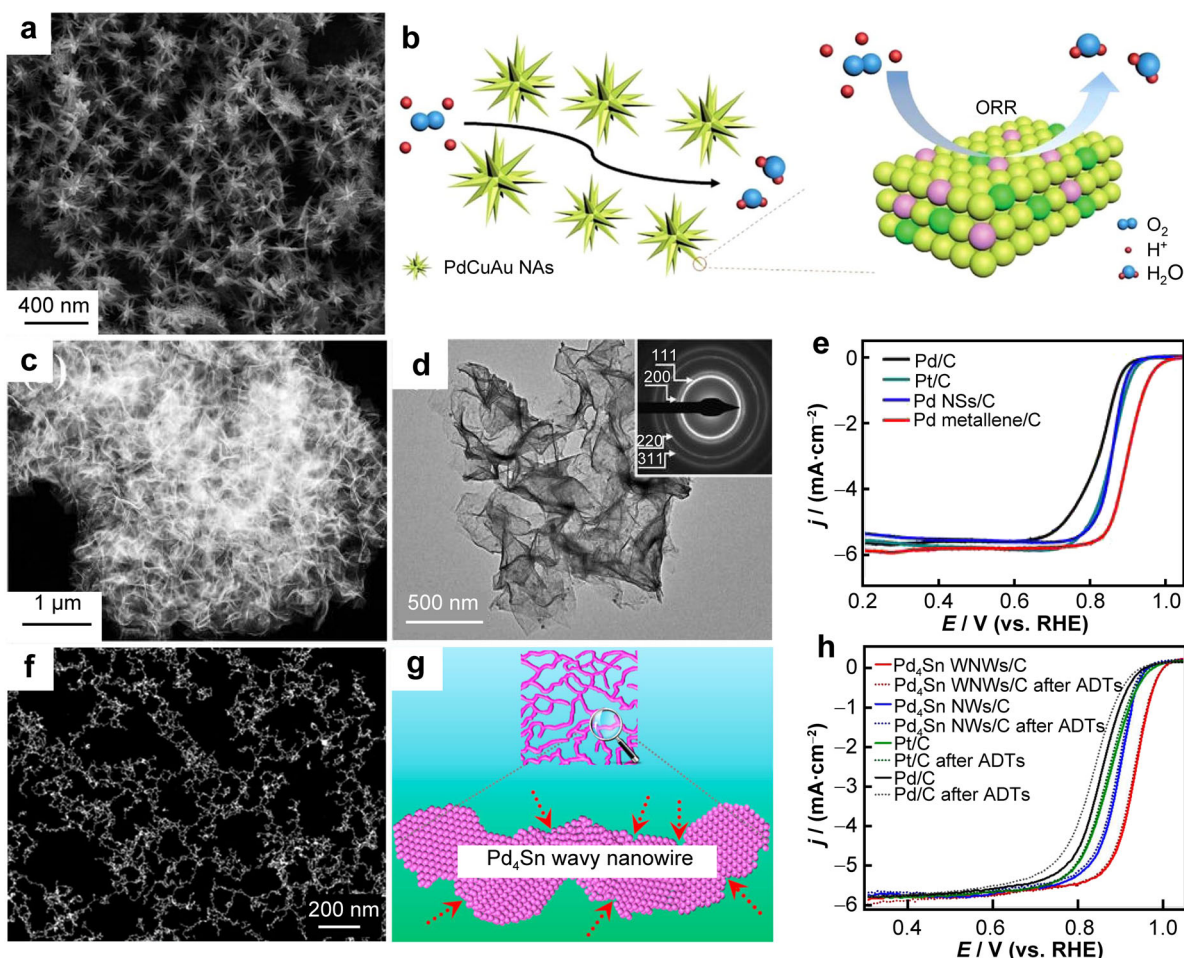 a
400 nm
b
ORR
PdCuAu NAs
O₂
H⁺
H₂O
c
1 μm
d
111
200
220
311
500 nm
e
Pd/C
Pt/C
Pd NSs/C
Pd metallene/C
0
−2
−4
−6
j / (mA·cm⁻²)
0.2 0.4 0.6 0.8 1.0
E / V (vs. RHE)
f
200 nm
g
Pd₄Sn wavy nanowire
h
Pd₄Sn WNWs/C
Pd₄Sn WNWs/C after ADTs
Pd₄Sn NWs/C
Pd₄Sn NWs/C after ADTs
Pt/C
Pt/C after ADTs
Pd/C
Pd/C after ADTs
0
−1
−2
−3
−4
−5
−6
j / (mA·cm⁻²)
0.4 0.6 0.8 1.0
E / V (vs. RHE)